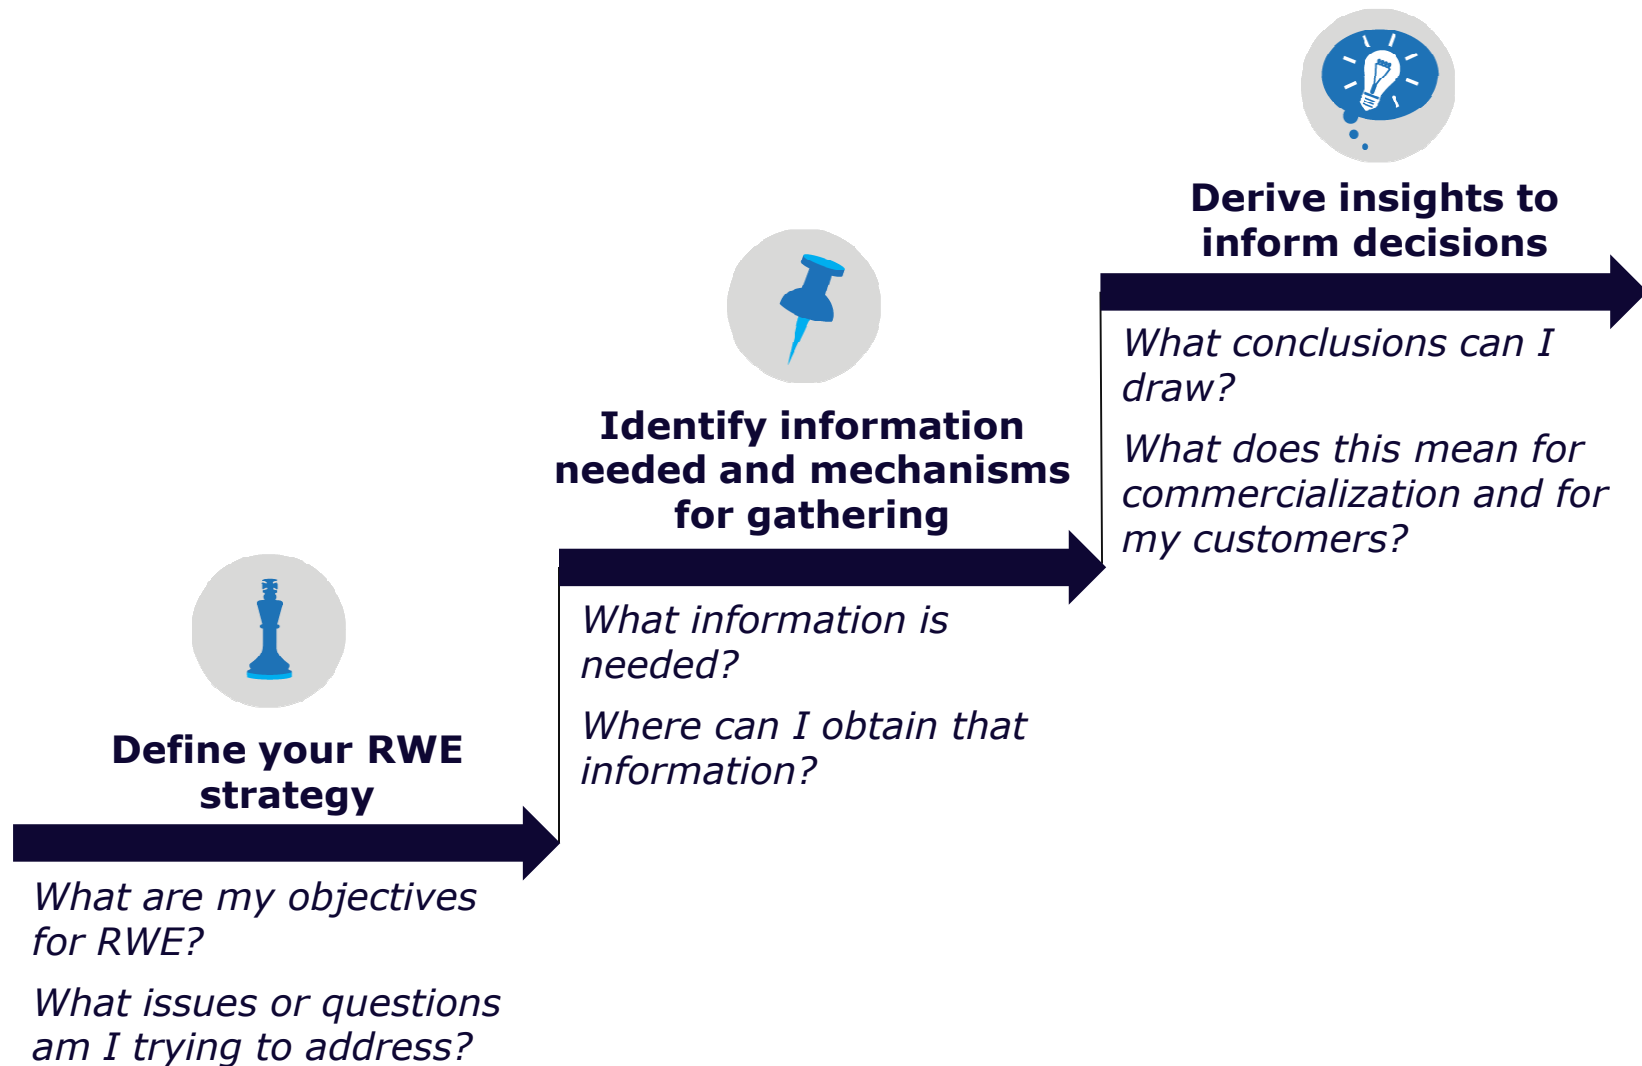 Derive insights to
inform decisions
What conclusions can I
draw?
What does this mean for
commercialization and for
my customers?
Identify information
needed and mechanisms
for gathering
What information is
needed?
Where can I obtain that
information?
Define your RWE
strategy
What are my objectives
for RWE?
What issues or questions
am I trying to address?